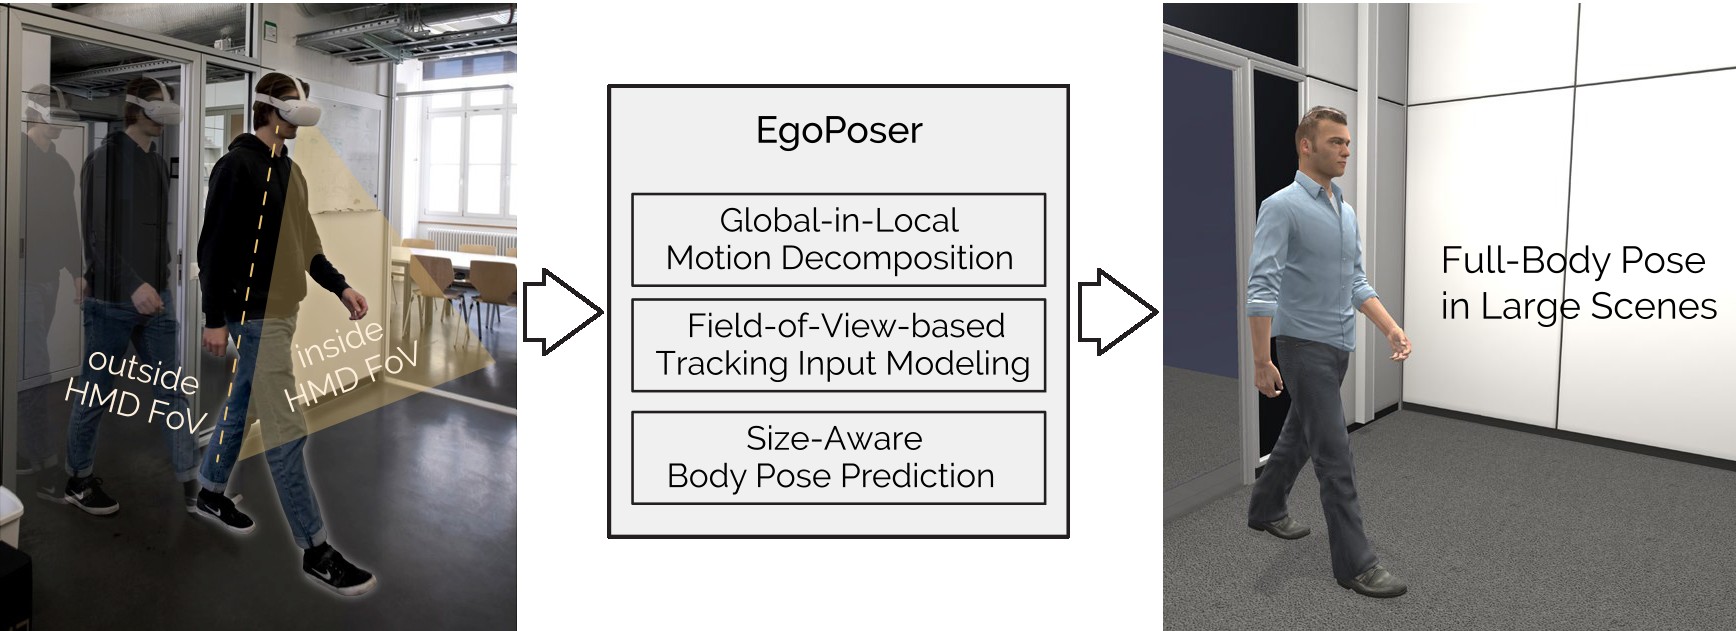 outside
HMD FoV
inside
HMD FoV
EgoPoser
Global-in-Local
Motion Decomposition
Field-of-View-based
Tracking Input Modeling
Size-Aware
Body Pose Prediction
Full-Body Pose
in Large Scenes